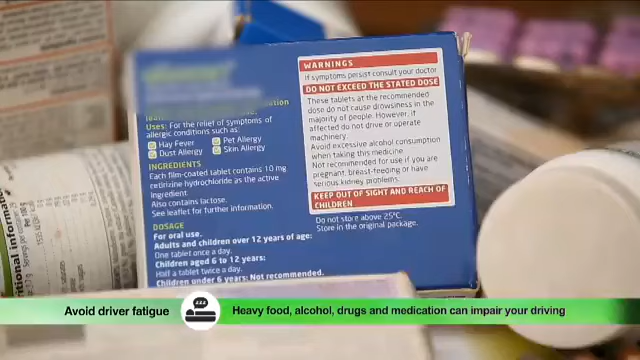 Uses: For the relief of symptoms of
allergic conditions such as:
Hay Fever
Pet Allergy
Dust Allergy
Skin Allergy
INGREDIENTS
Each film-coated tablet contains 10 mg
cetirizine hydrochloride as the active
ingredient.
Also contains lactose.
See leaflet for further information.
DOSAGE
For oral use.
Adults and children over 12 years of age:
One tablet once a day.
Children aged 6 to 12 years:
Half a tablet twice a day.
Children under 6 years: Not recommended.
WARNINGS
If symptoms persist consult your doctor
DO NOT EXCEED THE STATED DOSE
These tablets at the recommended
dose do not cause drowsiness in the
majority of people. However, if
affected do not drive or operate
machinery.
Avoid excessive alcohol consumption
when taking this medicine.
Not recommended for use if you are
pregnant, breast-feeding or have
serious kidney problems.
KEEP OUT OF SIGHT AND REACH OF
CHILDREN
Do not store above 25°C.
Store in the original package.
Avoid driver fatigue
Heavy food, alcohol, drugs and medication can impair your driving